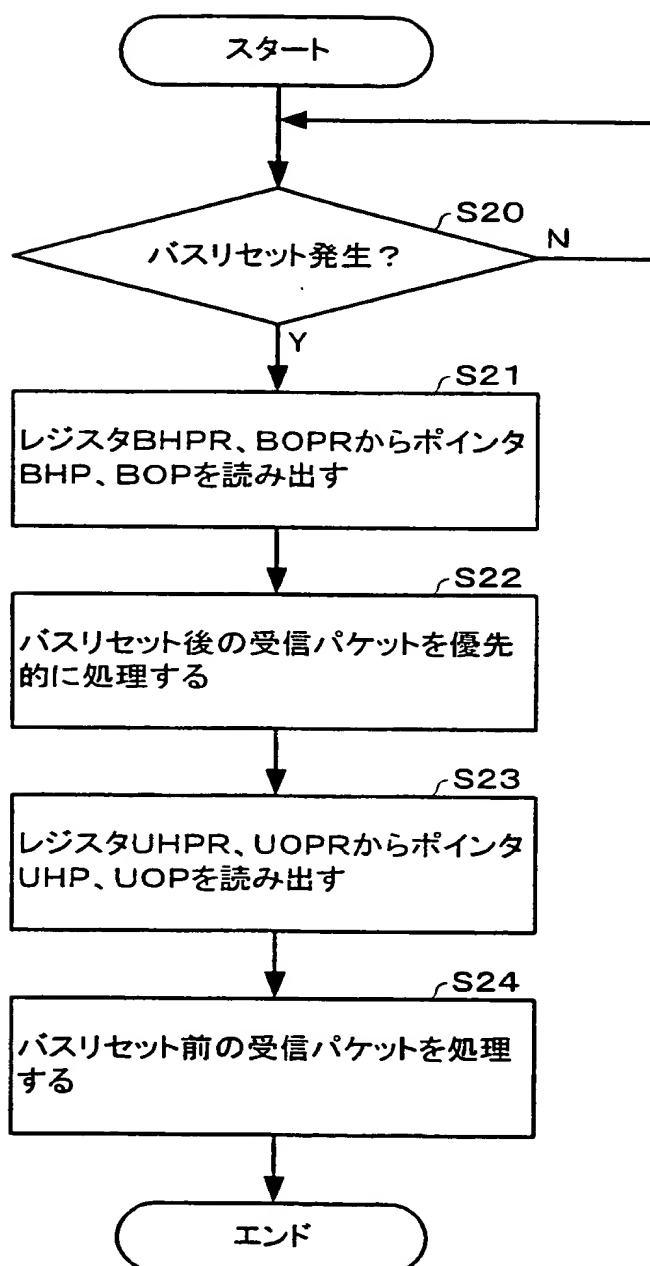 スタート
S20
バスリセット発生？
N
Y
S21
レジスタBHPR、BOPRからポインタ
BHP、BOPを読み出す
S22
バスリセット後の受信パケットを優先
的に処理する
S23
レジスタUHPR、UOPRからポインタ
UHP、UOPを読み出す
S24
バスリセット前の受信パケットを処理
する
エンド